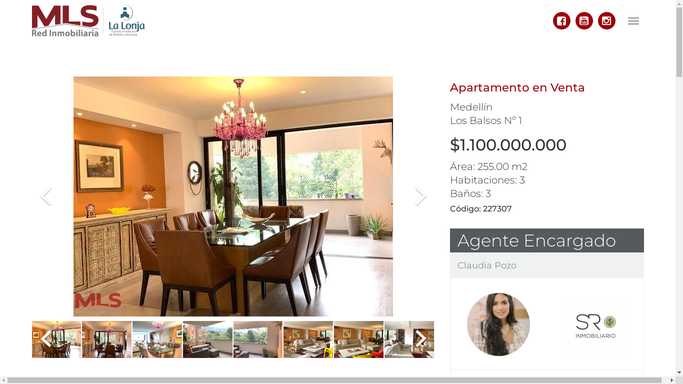 MLS
Red Inmobiliaria
La Lonja
Apartamento en Venta
Medellín
Los Balsos Nº 1
$1.100.000.000
Área: 255.00 m2
Habitaciones: 3
Baños: 3
Código: 227307
Agente Encargado
Claudia Pozo
MLS
SR
INMOBILIARIO